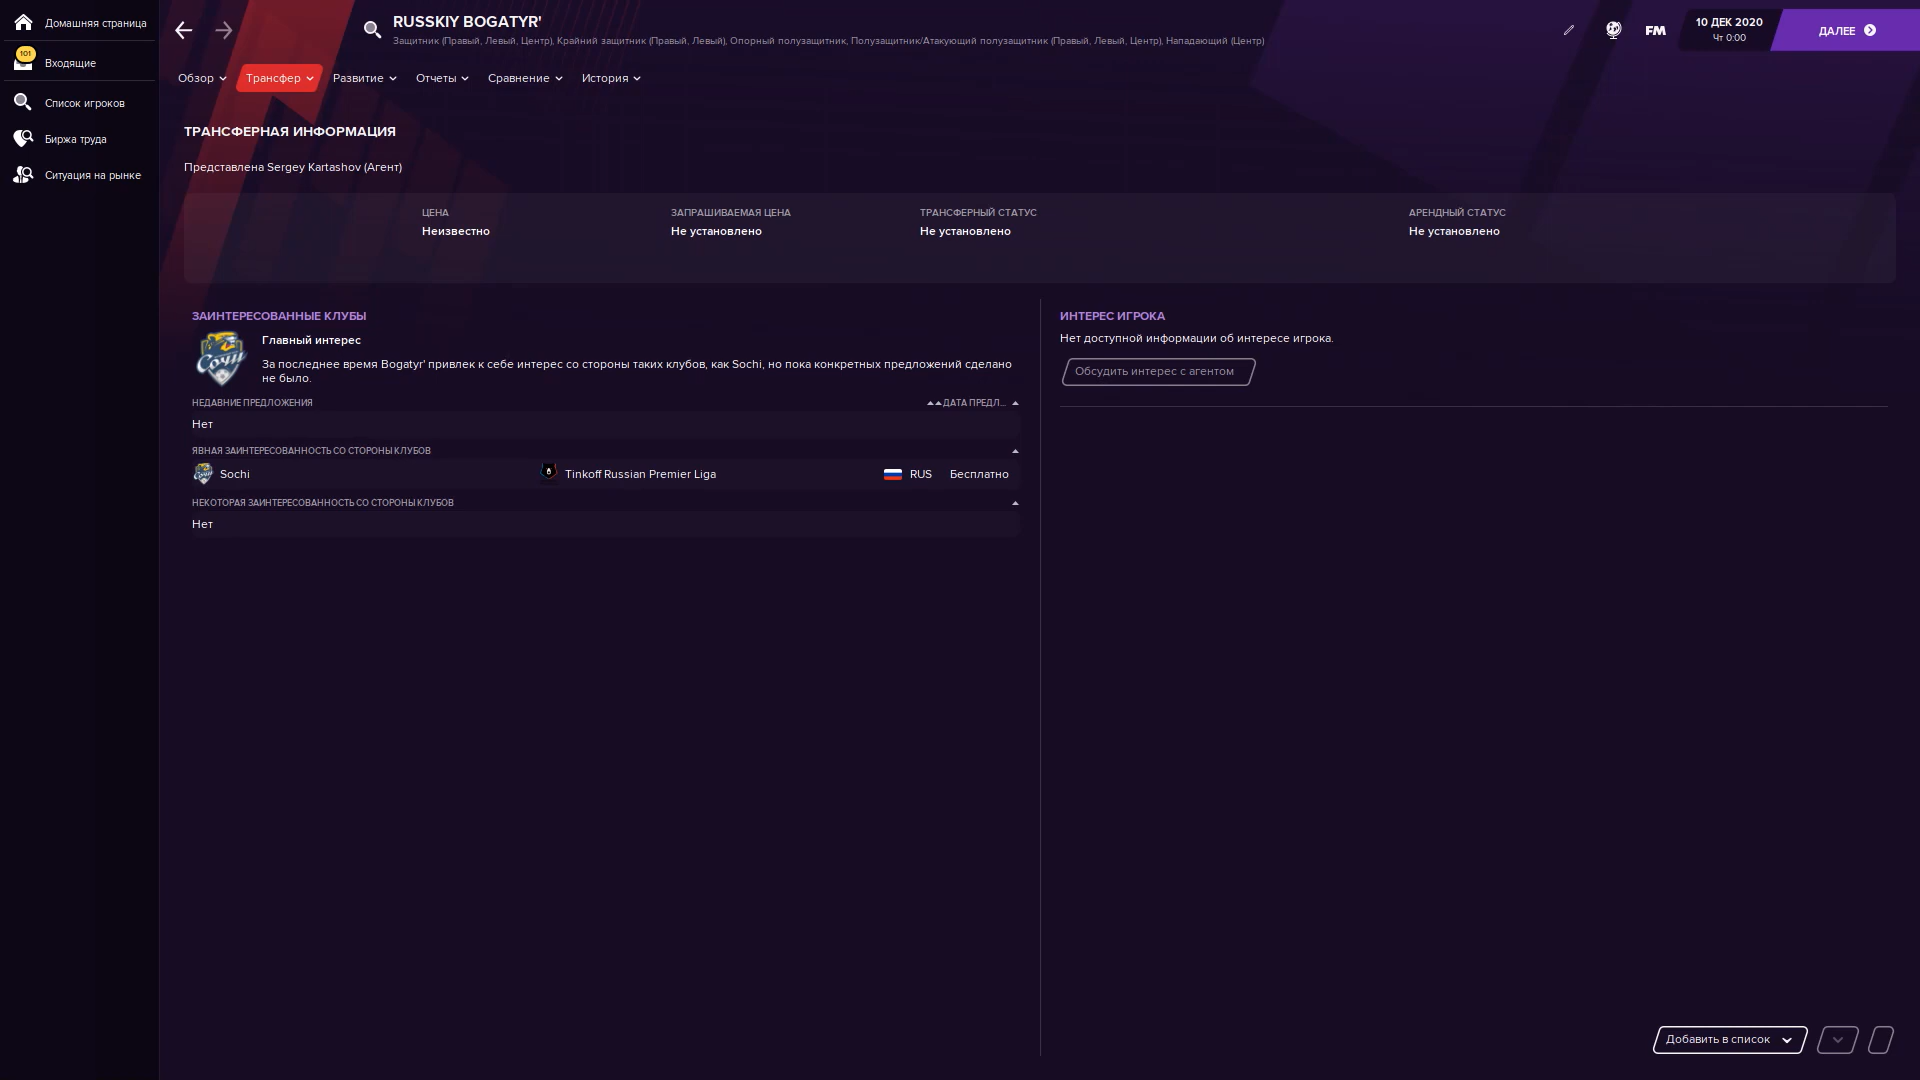 Домашняя страница
101
Входящие
Список игроков
Биржа труда
Ситуация на рынке
RUSSKIY BOGATYR'
Защитник (Правый, Левый, Центр), Крайний защитник (Правый, Левый), Опорный полузащитник, Полузащитник/Атакующий полузащитник (Правый, Левый, Центр), Нападающий (Центр)
FM
10 ДЕК 2020
Чт 0:00
ДАЛЕЕ
Обзор Трансфер Развитие Отчеты Сравнение История
ТРАНСФЕРНАЯ ИНФОРМАЦИЯ
Представлена Sergey Kartashov (Агент)
ЦЕНА ЗАПРАШИВАЕМАЯ ЦЕНА ТРАНСФЕРНЫЙ СТАТУС АРЕНДНЫЙ СТАТУС
Неизвестно Не установлено Не установлено Не установлено
ЗАИНТЕРЕСОВАННЫЕ КЛУБЫ
Сочи
Главный интерес
За последнее время Bogatyr' привлек к себе интерес со стороны таких клубов, как Sochi, но пока конкретных предложений сделано
не было.
НЕДАВНИЕ ПРЕДЛОЖЕНИЯ ДАТА ПРЕДЛ...
Нет
ЯВНАЯ ЗАИНТЕРЕСОВАННОСТЬ СО СТОРОНЫ КЛУБОВ
Sochi Tinkoff Russian Premier Liga RUS Бесплатно
НЕКОТОРАЯ ЗАИНТЕРЕСОВАННОСТЬ СО СТОРОНЫ КЛУБОВ
Нет
ИНТЕРЕС ИГРОКА
Нет доступной информации об интересе игрока.
Обсудить интерес с агентом
Добавить в список